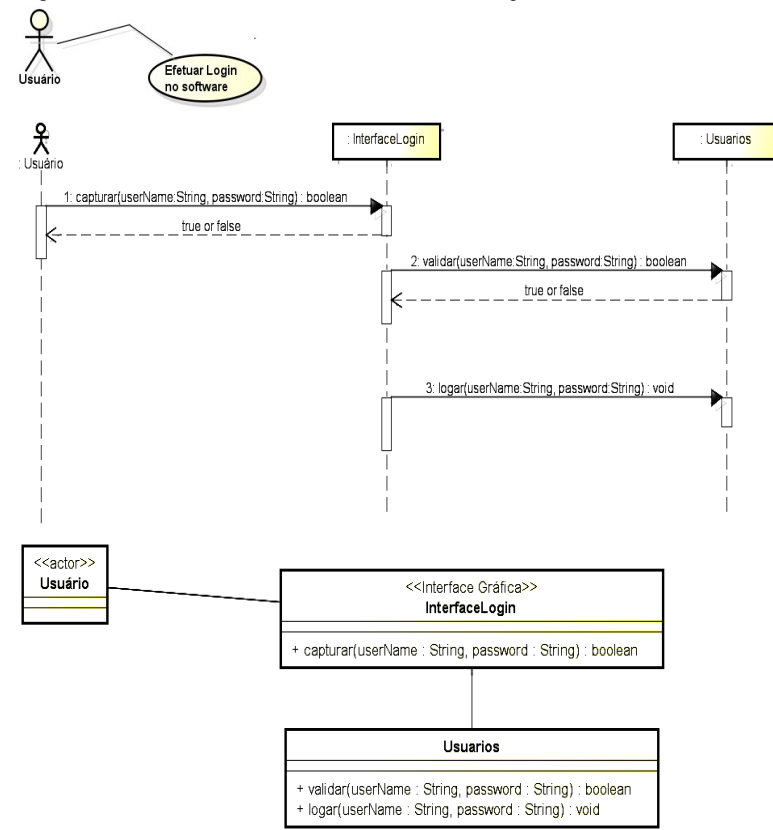 Usuário
Efetuar Login
no software
: Usuário
: InterfaceLogin
: Usuarios
1: capturar(userName:String, password:String) : boolean
true or false
2: validar(userName:String, password:String) : boolean
true or false
3: logar(userName:String, password:String) : void
<<actor>>
Usuário
<<Interface Gráfica>>
InterfaceLogin
+ capturar(userName : String, password : String) : boolean
Usuarios
+ validar(userName : String, password : String) : boolean
+ logar(userName : String, password : String) : void